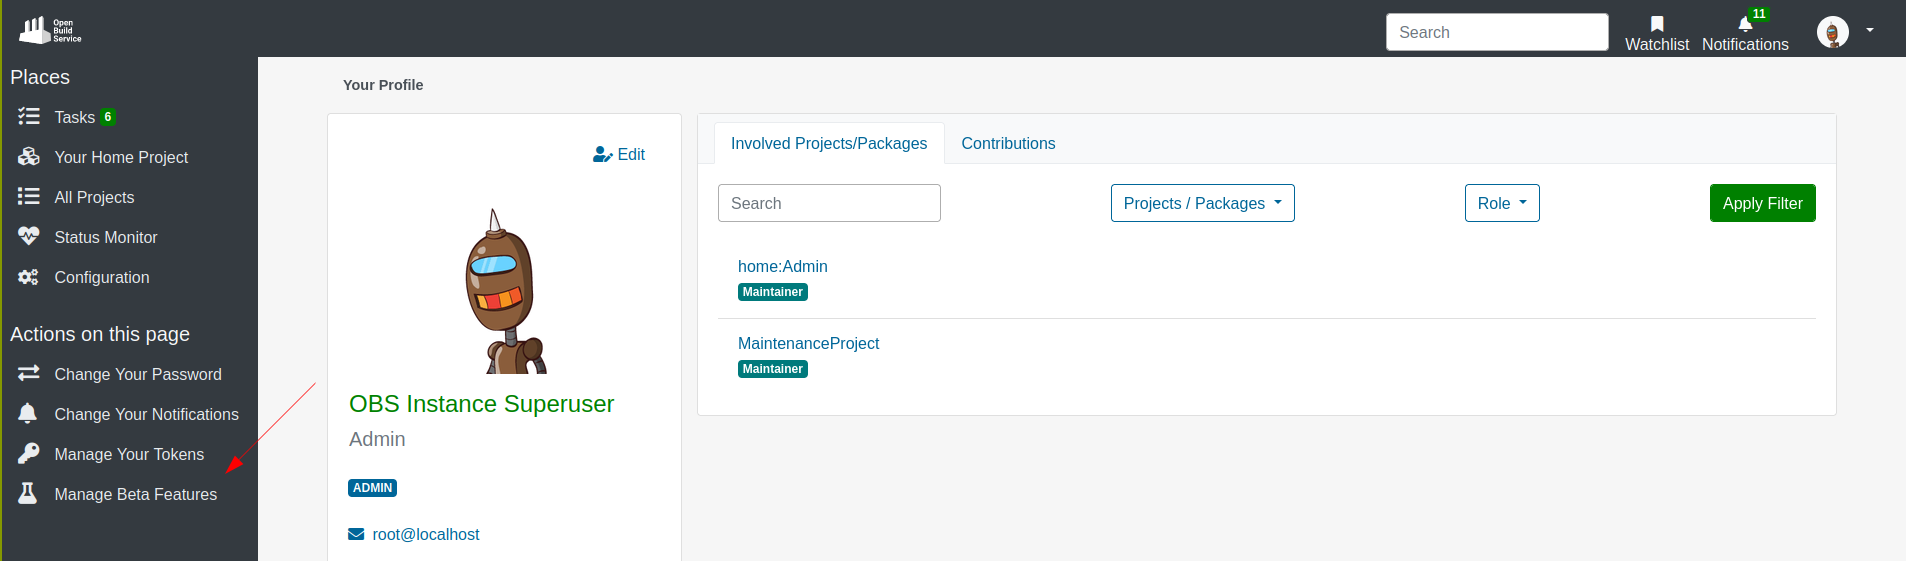 Open
Build
Service
Search
Watchlist
11
Notifications
Places
Tasks 6
Your Home Project
All Projects
Status Monitor
Configuration
Actions on this page
Change Your Password
Change Your Notifications
Manage Your Tokens
Manage Beta Features
Your Profile
Edit
OBS Instance Superuser
Admin
ADMIN
root@localhost
Involved Projects/Packages
Contributions
Search
Projects / Packages
Role
Apply Filter
home:Admin
Maintainer
MaintenanceProject
Maintainer